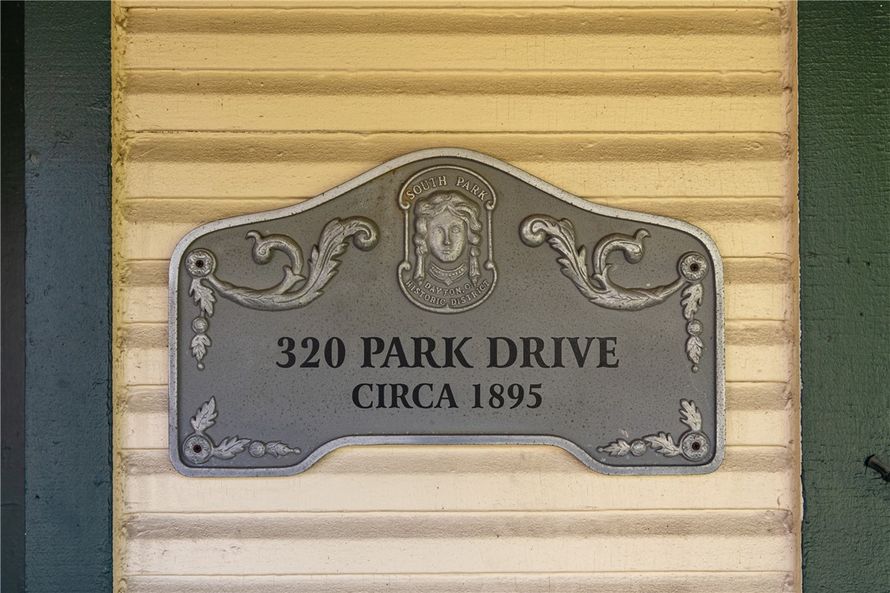 SOUTH PARK
DAYTON, O.
HISTORIC DISTRICT
320 PARK DRIVE
CIRCA 1895